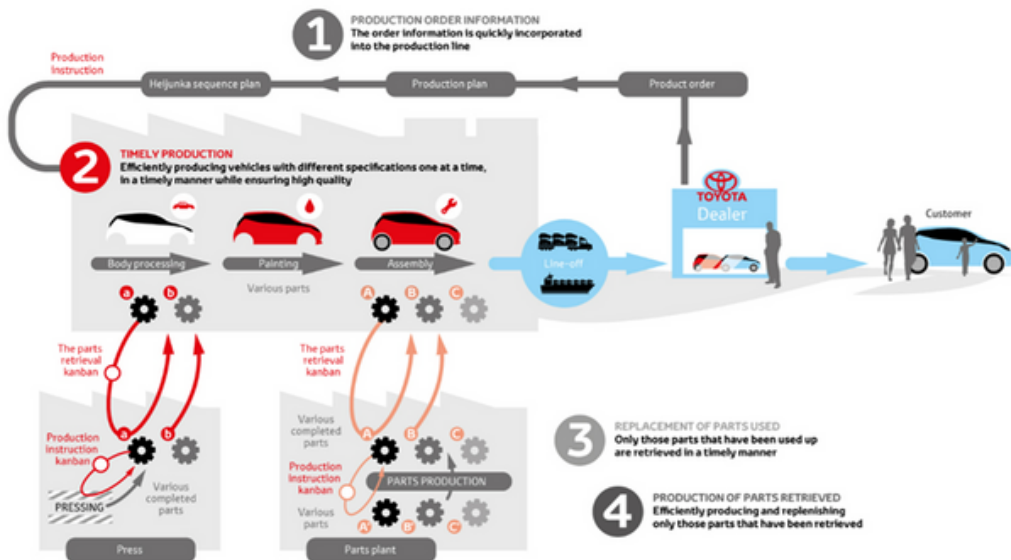 1
PRODUCTION ORDER INFORMATION
The order information is quickly incorporated
into the production line
Production
instruction
Heijunka sequence plan
Production plan
Product order
2
TIMELY PRODUCTION
Efficiently producing vehicles with different specifications one at a time,
in a timely manner while ensuring high quality
TOYOTA
Dealer
Customer
Body processing
Painting
Assembly
Line-off
Various parts
a
b
A
B
C
The parts
retrieval
kanban
The parts
retrieval
kanban
a
b
Production
instruction
kanban
PRESSING
Various
completed
parts
Press
Various
completed
parts
A
B
C
Production
instruction
kanban
PARTS PRODUCTION
Various
parts
A'
B'
C'
Parts plant
3
REPLACEMENT OF PARTS USED
Only those parts that have been used up
are retrieved in a timely manner
4
PRODUCTION OF PARTS RETRIEVED
Efficiently producing and replenishing
only those parts that have been retrieved